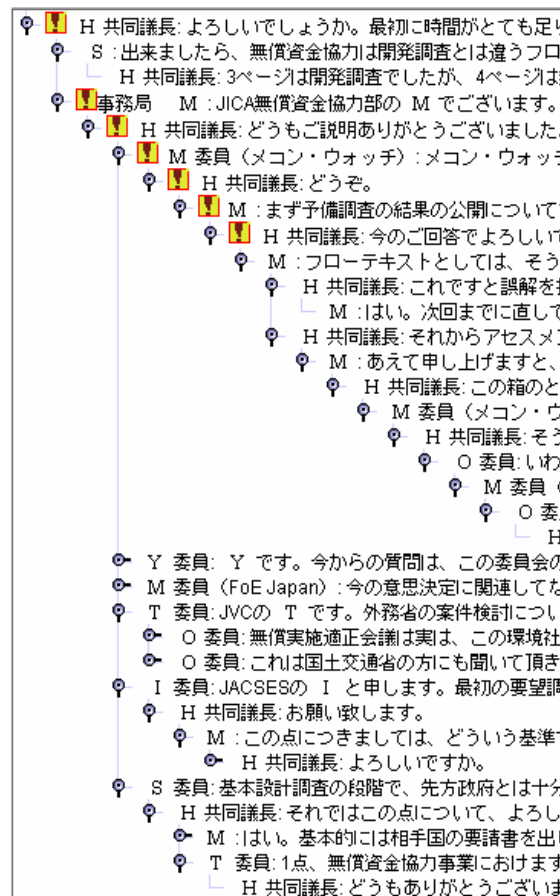 H 共同議長: よろしいでしょうか。最初に時間がとても足
S : 出来ましたら、無償資金協力は開発調査とは違うフロ
H 共同議長: 3ページは開発調査でしたが、4ページは
事務局 M : JICA無償資金協力部の M でございます。
H 共同議長: どうもご説明ありがとうございました
M 委員（メコン・ウォッチ）: メコン・ウォッ
H 共同議長: どうぞ。
M : まず予備調査の結果の公開について
H 共同議長: 今のご回答でよろしい
M : フローテキストとしては、そう
H 共同議長: これですと誤解を
M : はい。次回までに直し
H 共同議長: それからアセスメ
M : あえて申し上げますと、
H 共同議長: この箱のと
M 委員（メコン・ウ
H 共同議長: そう
O 委員: いわ
M 委員（
O 委
H
Y 委員: Y です。今からの質問は、この委員会の
M 委員（FoE Japan）: 今の意思決定に関連して
T 委員: JVCの T です。外務省の案件検討につい
O 委員: 無償実施適正会議は実は、この環境社
O 委員: これは国土交通省の方にも聞いて頂き
I 委員: JACSESの I と申します。最初の要望調
H 共同議長: お願い致します。
M : この点につきましては、どういう基準
H 共同議長: よろしいですか。
S 委員: 基本設計調査の段階で、先方政府とは十分
H 共同議長: それではこの点について、よろし
M : はい。基本的には相手国の要請書を出
T 委員: 1点、無償資金協力事業におけます
H 共同議長: どうもありがとうござい